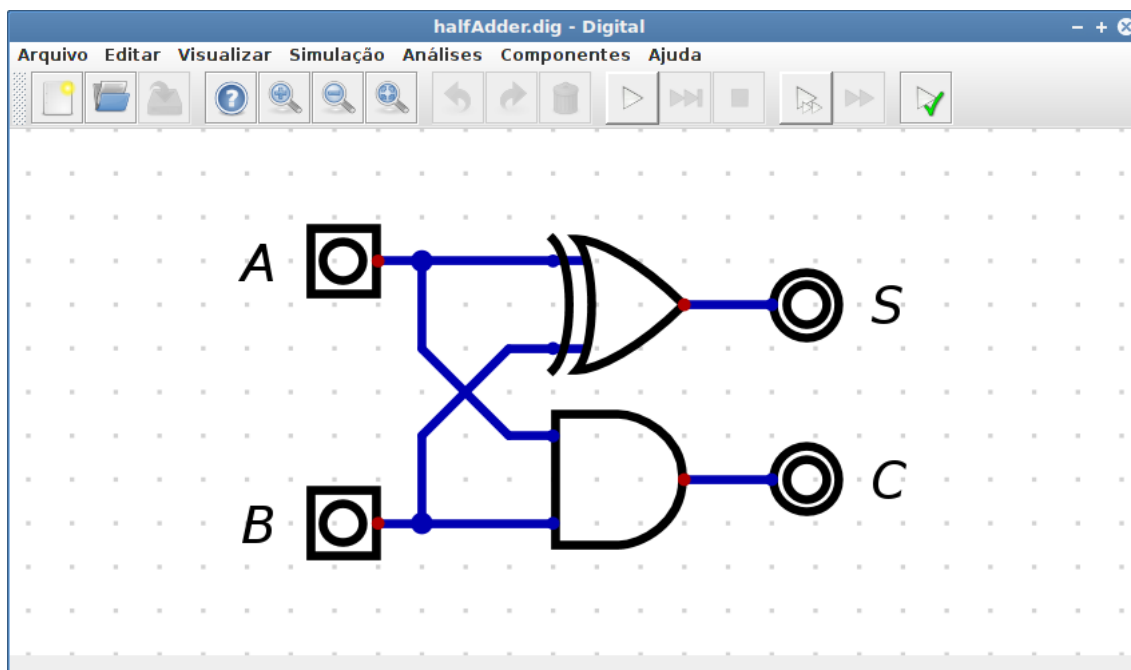 halfAdder.dig - Digital
Arquivo Editar Visualizar Simulação Análises Componentes Ajuda
A
S
B
C